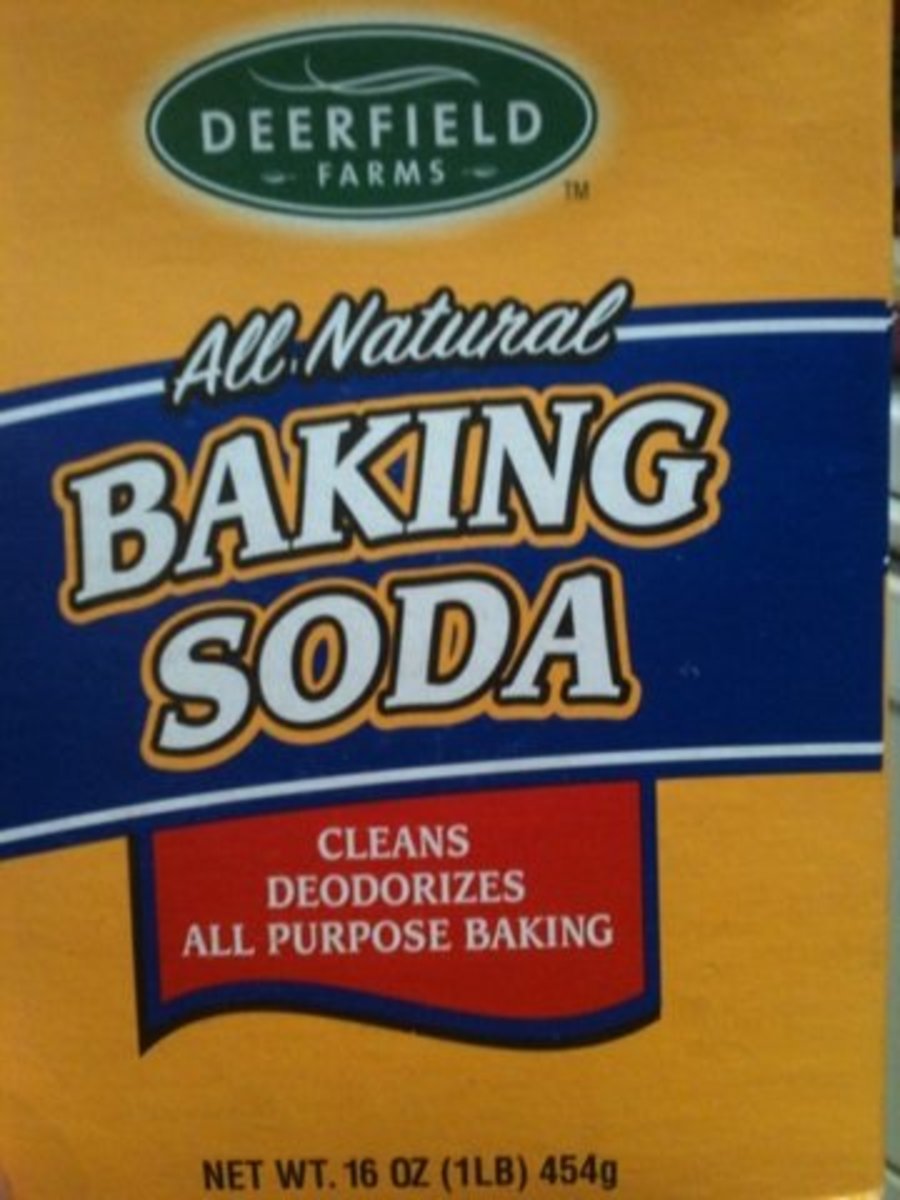 DEERFIELD
FARMS
TM
All Natural
BAKING
SODA
CLEANS
DEODORIZES
ALL PURPOSE BAKING
NET WT. 16 OZ (1LB) 454g